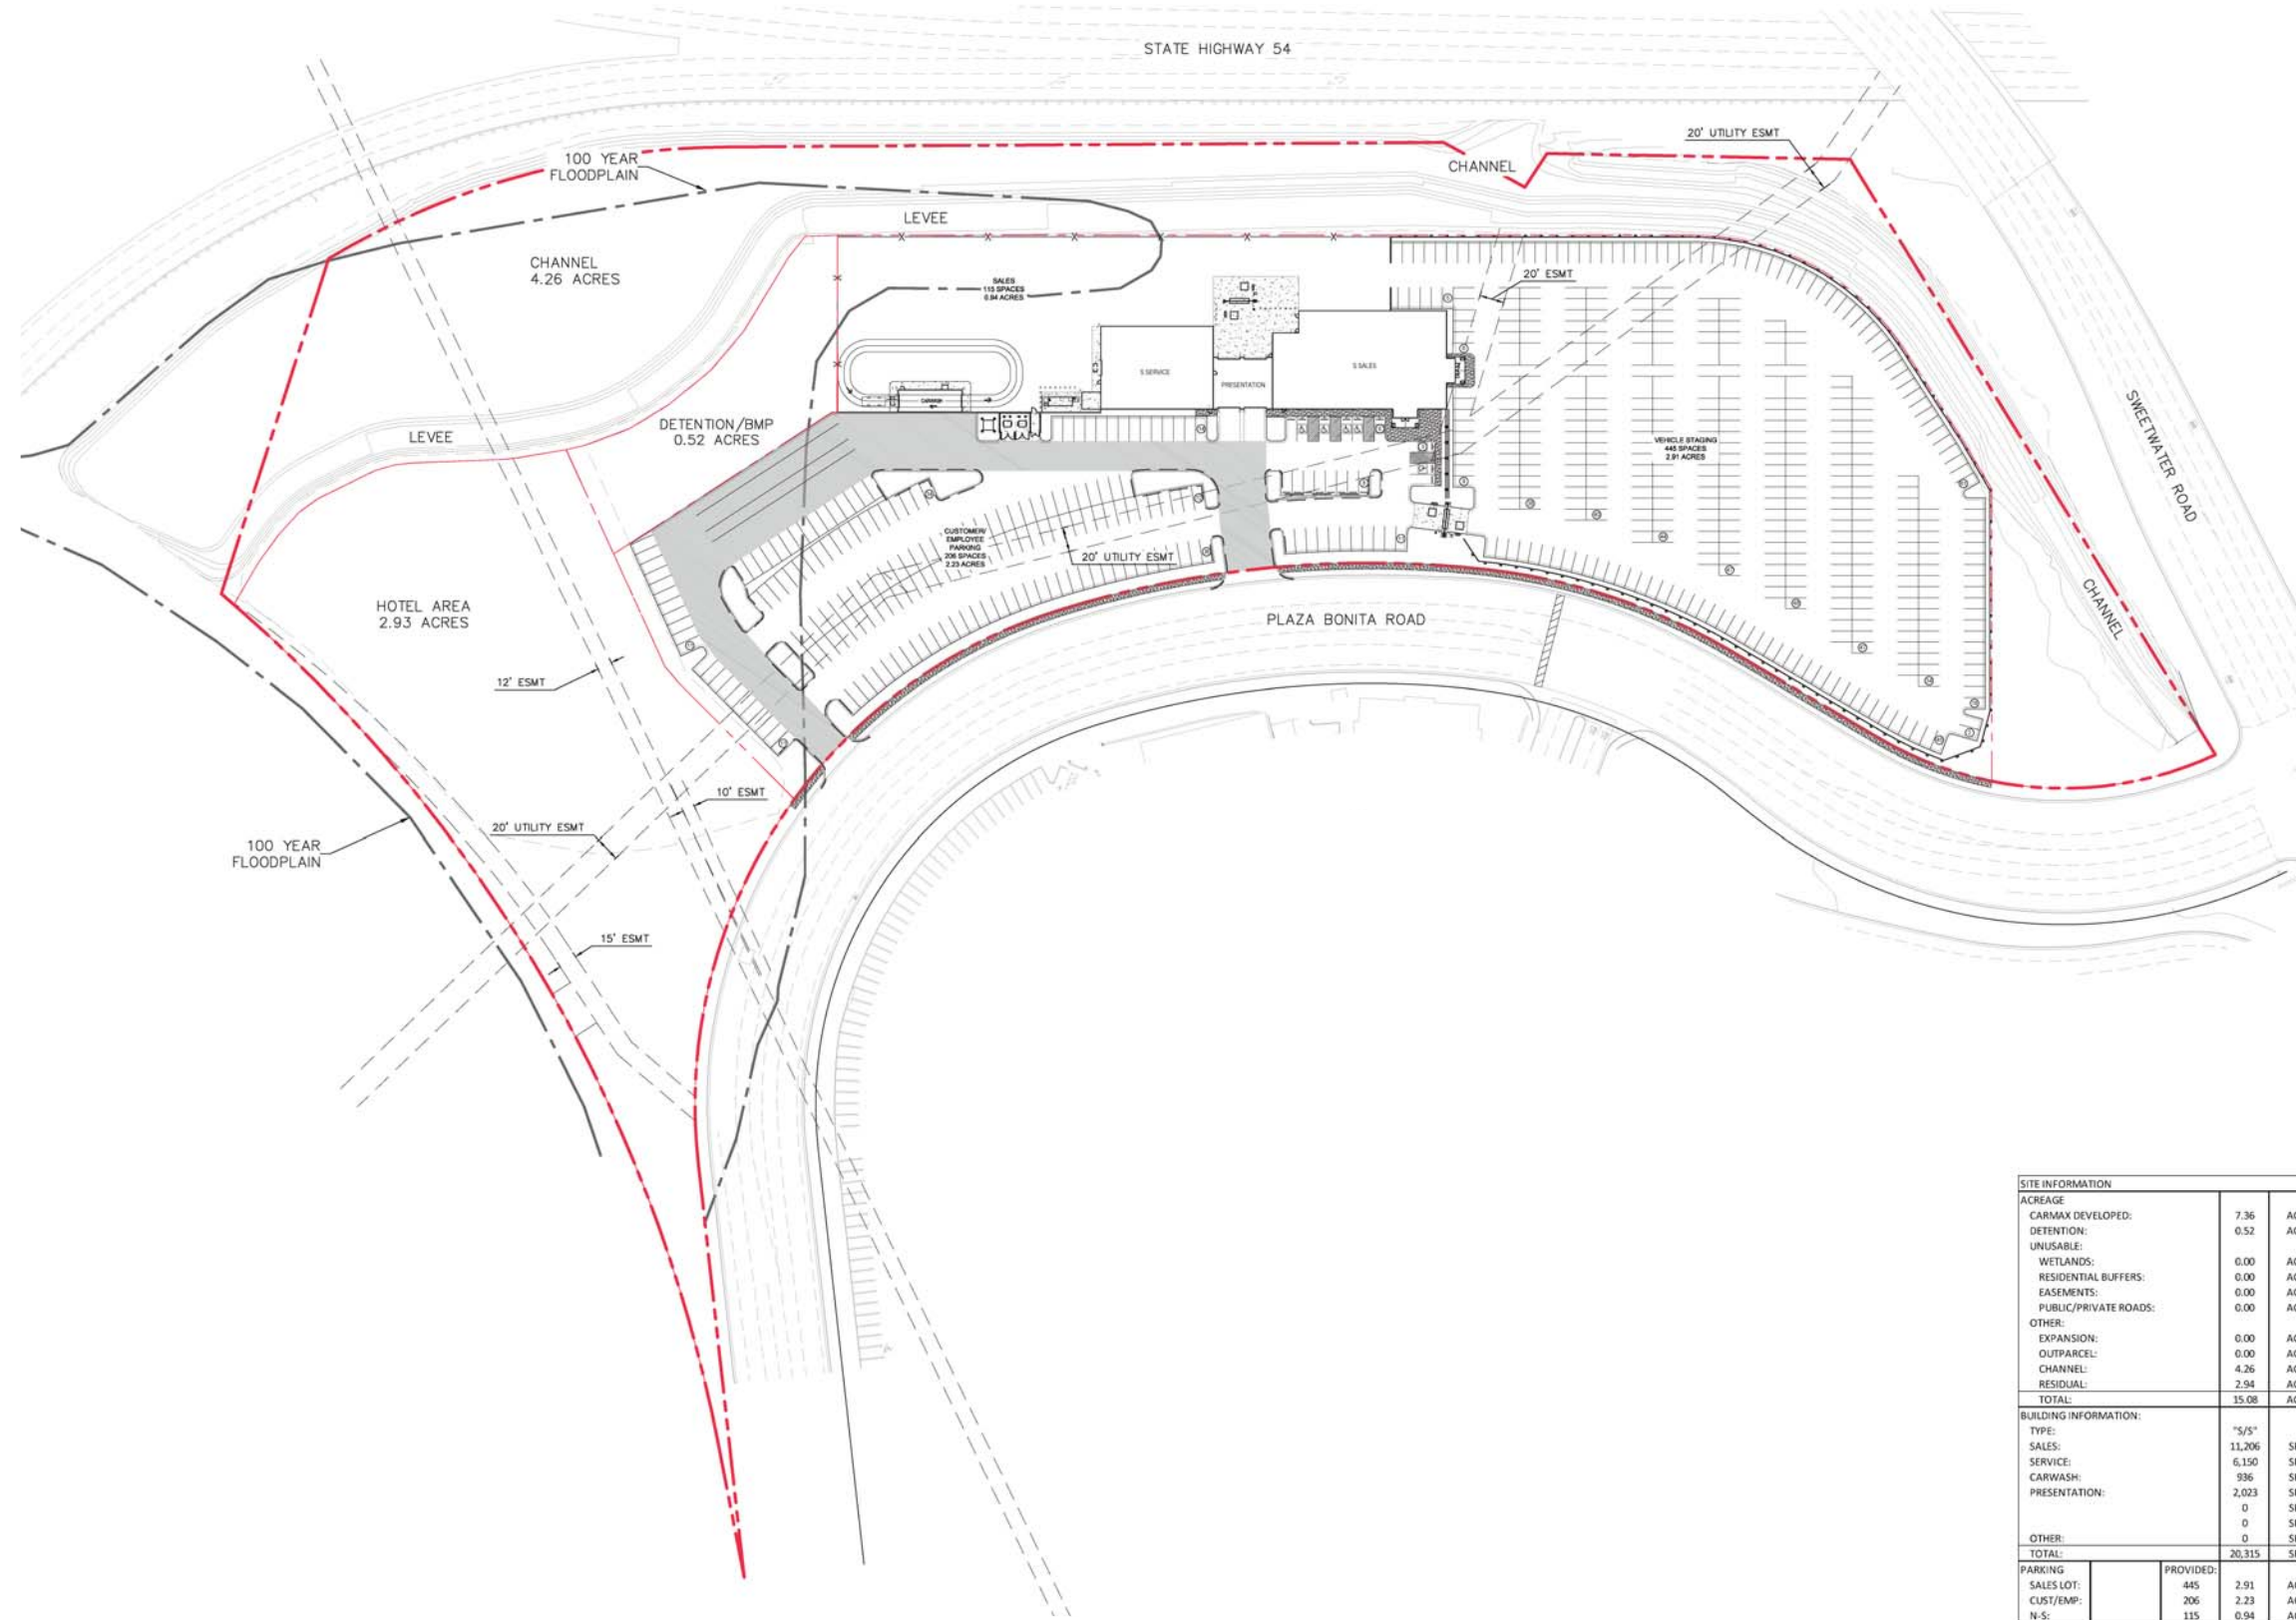 STATE HIGHWAY 54
20' UTILITY ESMT
100 YEAR
FLOODPLAIN
CHANNEL
LEVEE
CHANNEL
4.26 ACRES
SALES
115 SPACES
0.94 ACRES
20' ESMT
S SERVICE
PRESENTATION
S SALES
CARWASH
SWEETWATER ROAD
DETENTION/BMP
0.52 ACRES
LEVEE
VEHICLE STAGING
445 SPACES
2.91 ACRES
CUSTOMER/
EMPLOYEE
PARKING
206 SPACES
2.23 ACRES
20' UTILITY ESMT
CHANNEL
HOTEL AREA
2.93 ACRES
PLAZA BONITA ROAD
12' ESMT
10' ESMT
20' UTILITY ESMT
100 YEAR
FLOODPLAIN
15' ESMT
SITE INFORMATION
ACREAGE
CARMAX DEVELOPED: 7.36
DETENTION: 0.52
UNUSABLE:
WETLANDS: 0.00
RESIDENTIAL BUFFERS: 0.00
EASEMENTS: 0.00
PUBLIC/PRIVATE ROADS: 0.00
OTHER:
EXPANSION: 0.00
OUTPARCEL: 0.00
CHANNEL: 4.26
RESIDUAL: 2.94
TOTAL: 15.08
BUILDING INFORMATION:
TYPE: "S/S"
SALES: 11,206
SERVICE: 6,150
CARWASH: 936
PRESENTATION: 2,023
0
0
OTHER: 0
TOTAL: 20,315
PARKING PROVIDED:
SALES LOT: 445 2.91
CUST/EMP: 206 2.23
N-S: 115 0.94